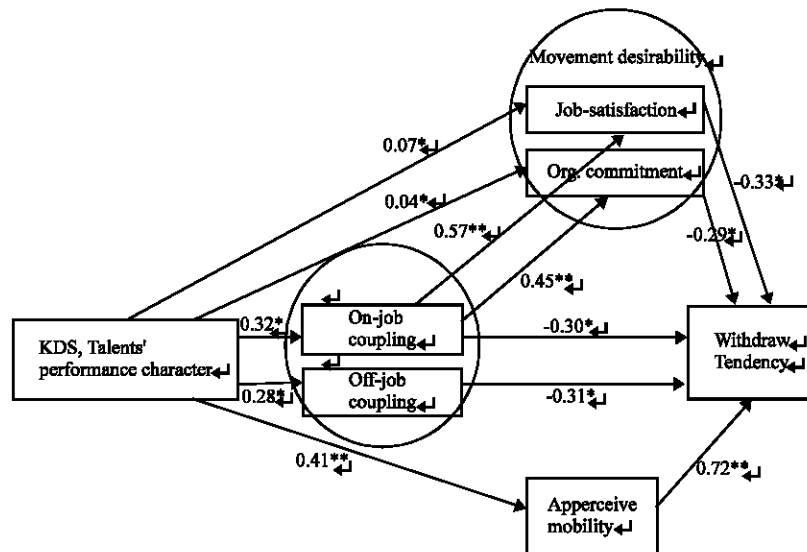 Movement desirability
Job-satisfaction
0.07*
Org. commitment
-0.33*
0.04*
0.57**
-0.29*
0.45**
KDS, Talents'
performance character
0.32*
On-job
coupling
-0.30*
Withdraw
Tendency
Off-job
coupling
0.28*
-0.31*
0.41**
0.72**
Apperceive
mobility